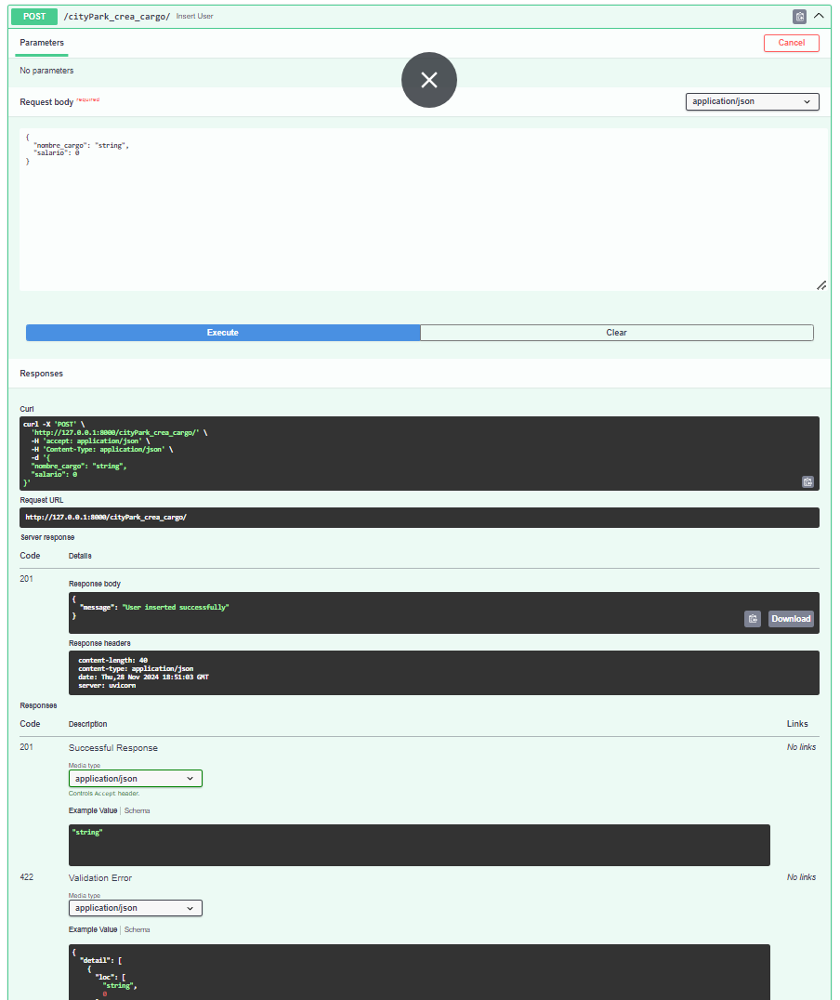 POST /cityPark_crea_cargo/ Insert User
Parameters
Cancel
No parameters
Request body required
application/json
{
  "nombre_cargo": "string",
  "salario": 0
}
Execute
Clear
Responses
Curl
curl -X 'POST' \
  'http://127.0.0.1:8000/cityPark_crea_cargo/' \
  -H 'accept: application/json' \
  -H 'Content-Type: application/json' \
  -d '{
  "nombre_cargo": "string",
  "salario": 0
}'
Request URL
http://127.0.0.1:8000/cityPark_crea_cargo/
Server response
Code Details
201
Response body
{
  "message": "User inserted successfully"
}
Download
Response headers
content-length: 40
content-type: application/json
date: Thu,28 Nov 2024 18:51:03 GMT
server: uvicorn
Responses
Code Description Links
201 Successful Response No links
Media type
application/json
Controls Accept header.
Example Value | Schema
"string"
422 Validation Error No links
Media type
application/json
Example Value | Schema
{
  "detail": [
    {
      "loc": [
        "string",
        0